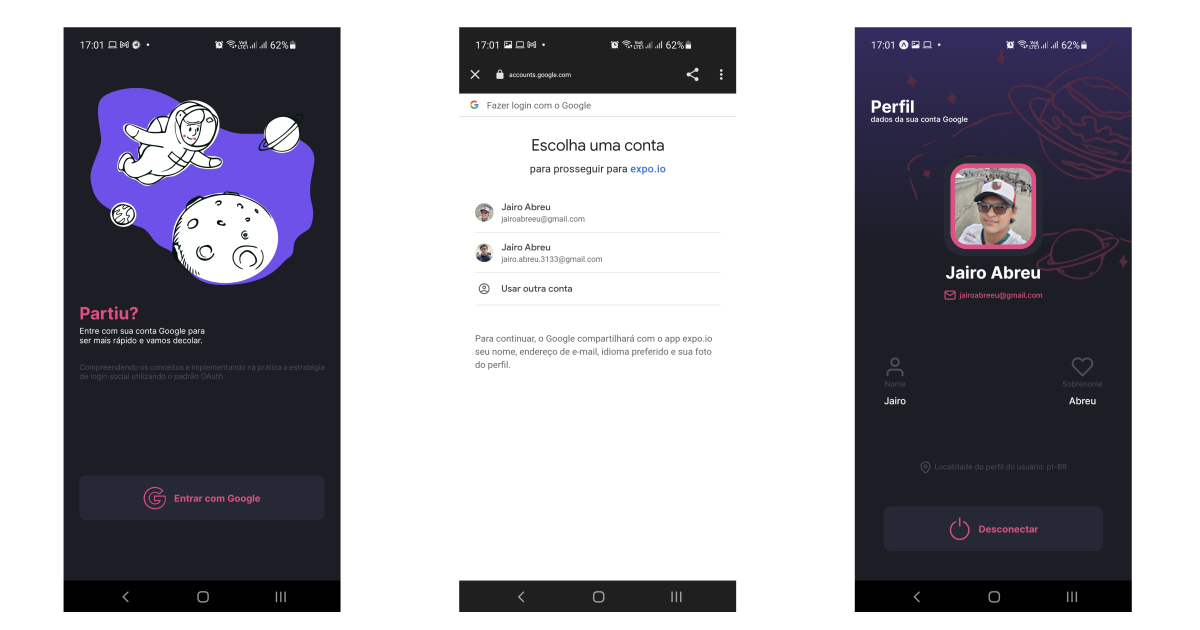 17:01
62%
Partiu?
Entre com sua conta Google para
ser mais rápido e vamos decolar.
Compreendendo os conceitos e implementando na prática a estratégia
de login social utilizando o padrão OAuth.
Entrar com Google
17:01
62%
accounts.google.com
Fazer login com o Google
Escolha uma conta
para prosseguir para expo.io
Jairo Abreu
jairoabreeu@gmail.com
Jairo Abreu
jairo.abreu.3133@gmail.com
Usar outra conta
Para continuar, o Google compartilhará com o app expo.io
seu nome, endereço de e-mail, idioma preferido e sua foto
do perfil.
17:01
62%
Perfil
dados da sua conta Google
Jairo Abreu
jairoabreeu@gmail.com
Nome
Sobrenome
Jairo
Abreu
Localidade do perfil do usuário: pt-BR
Desconectar